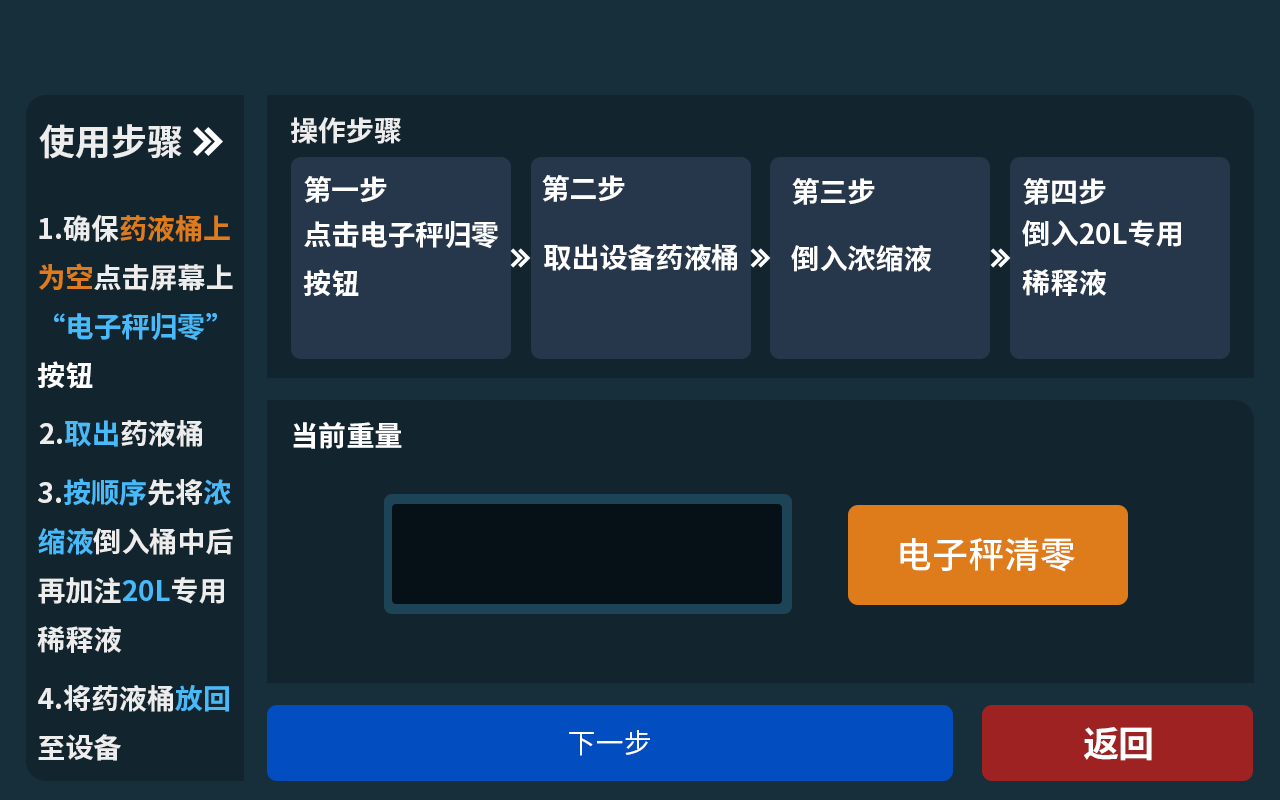 使用步骤
1.确保药液桶上
为空点击屏幕上
“电子秤归零”
按钮
2.取出药液桶
3.按顺序先将浓
缩液倒入桶中后
再加注20L专用
稀释液
4.将药液桶放回
至设备
操作步骤
第一步
点击电子秤归零
按钮
第二步
取出设备药液桶
第三步
倒入浓缩液
第四步
倒入20L专用
稀释液
当前重量
电子秤清零
下一步
返回